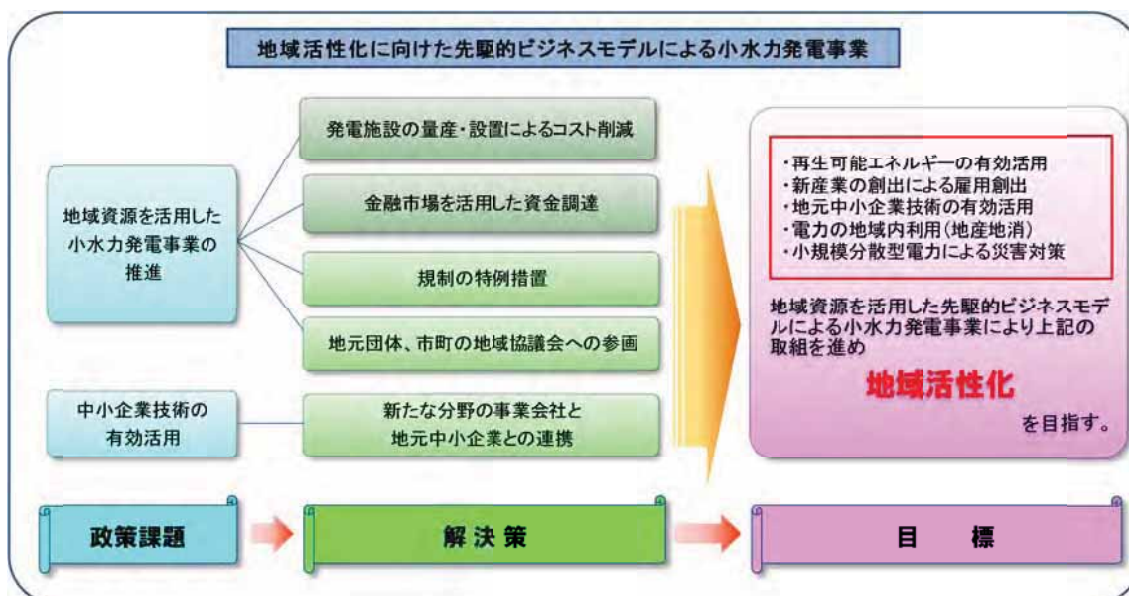 地域活性化に向けた先駆的ビジネスモデルによる小水力発電事業
地域資源を活用した
小水力発電事業の
推進
発電施設の量産・設置によるコスト削減
金融市場を活用した資金調達
規制の特例措置
地元団体、市町の地域協議会への参画
中小企業技術の
有効活用
新たな分野の事業会社と
地元中小企業との連携
・再生可能エネルギーの有効活用
・新産業の創出による雇用創出
・地元中小企業技術の有効活用
・電力の地域内利用(地産地消)
・小規模分散型電力による災害対策
地域資源を活用した先駆的ビジネスモデ
ルによる小水力発電事業により上記の
取組を進め
地域活性化
を目指す。
政策課題
解決策
目 標